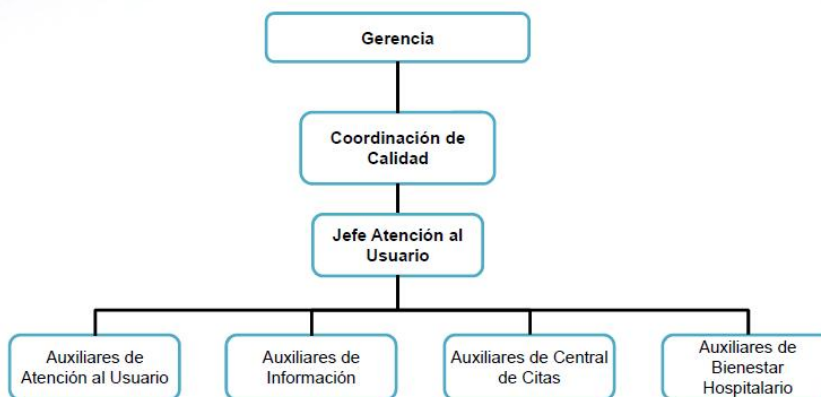 Gerencia
Coordinación de
Calidad
Jefe Atención al
Usuario
Auxiliares de
Atención al Usuario
Auxiliares de
Información
Auxiliares de Central
de Citas
Auxiliares de
Bienestar
Hospitalario